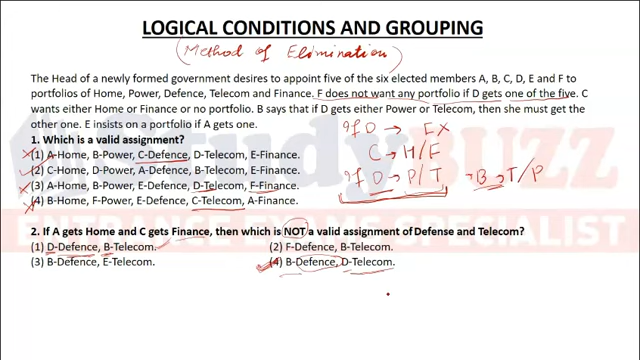 LOGICAL CONDITIONS AND GROUPING
(Method of Elimination)
The Head of a newly formed government desires to appoint five of the six elected members A, B, C, D, E and F to
portfolios of Home, Power, Defence, Telecom and Finance. F does not want any portfolio if D gets one of the five. C
wants either Home or Finance or no portfolio. B says that if D gets either Power or Telecom, then she must get the
other one. E insists on a portfolio if A gets one.
If D → F X
1. Which is a valid assignment?
C → H/F
(1) A-Home, B-Power, C-Defence, D-Telecom, E-Finance.
(2) C-Home, D-Power, A-Defence, B-Telecom, E-Finance.
If D → P/T → B → T/P
(3) A-Home, B-Power, E-Defence, D-Telecom, F-Finance.
(4) B-Home, F-Power, E-Defence, C-Telecom, A-Finance.
2. If A gets Home and C gets Finance, then which is NOT a valid assignment of Defense and Telecom?
(1) D-Defence, B-Telecom.
(2) F-Defence, B-Telecom.
(3) B-Defence, E-Telecom.
(4) B-Defence, D-Telecom.
StudyBUZZ
ENTRANCE EXAMS SPECIALIST